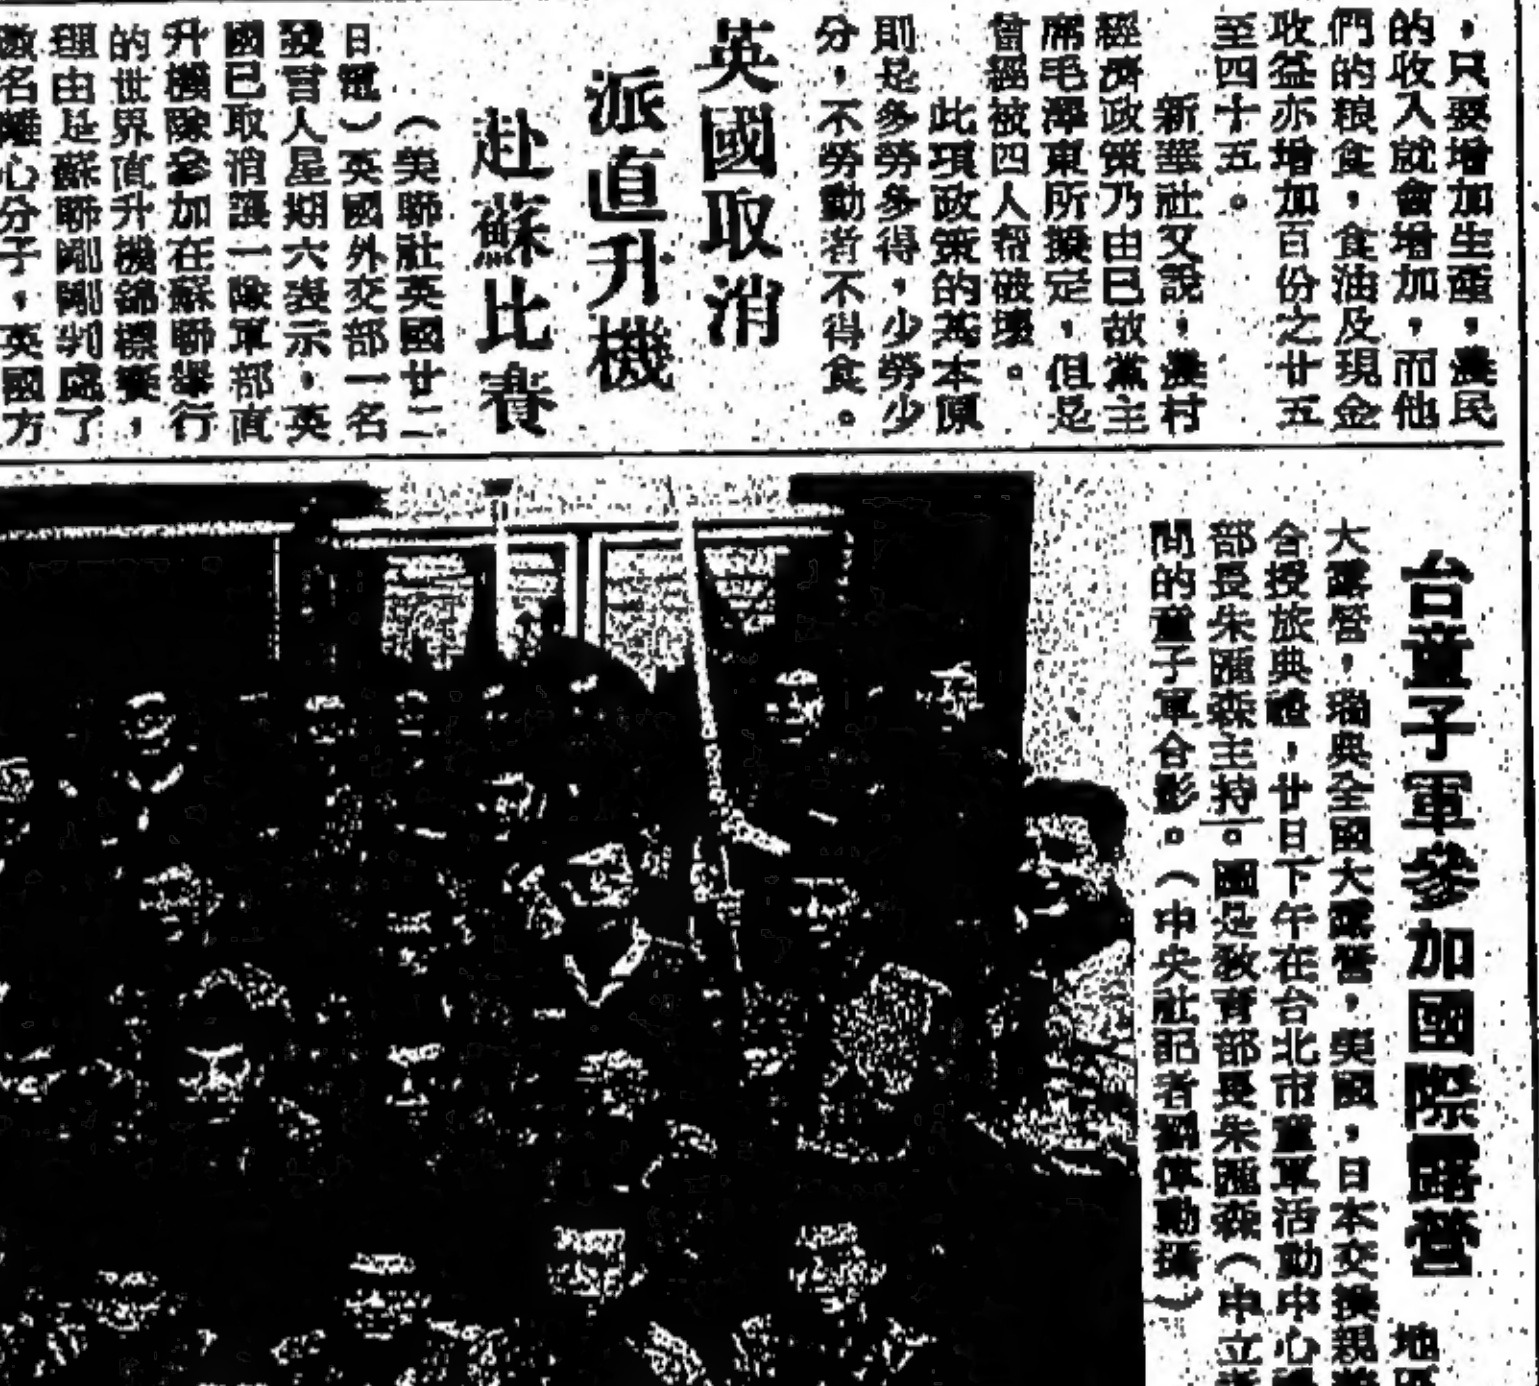 ，只要增加生產，農民
的收入就會增加，而他
們的粮食，食油及現金
收益亦增加百份之廿五
至四十五。
新華社又說，農村
經濟政策乃由已故黨主
席毛澤東所擬定，但是
曾經被四人幫破壞。
此項政策的基本原
則是多勞多得，少勞少
分，不勞動者不得食。
英國取消
派直升機
赴蘇比賽
（美聯社英國廿二
日電）英國外交部一名
發言人星期六表示，英
國已取消讓一隊軍部直
升機隊參加在蘇聯舉行
的世界直升機錦標賽，
理由是蘇聯剛剛判處了
數名離心分子，英國方
台童子軍參加國際露營
地區
大露營，瑞典全國大露營，美國，日本交換親
合授旅典禮，廿日下午在台北市童軍活動中心
部長朱匯森主持。圖是教育部長朱匯森（中立
間的童子軍合影。（中央社記者劉偉勳攝）